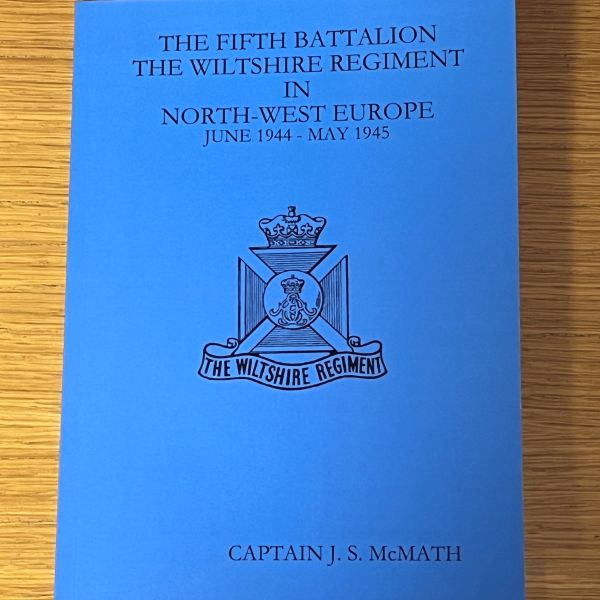 THE FIFTH BATTALION
THE WILTSHIRE REGIMENT
IN
NORTH-WEST EUROPE
JUNE 1944 - MAY 1945
THE WILTSHIRE REGIMENT
CAPTAIN J. S. McMATH